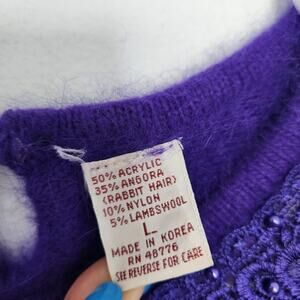 50% ACRYLIC
35% ANGORA
(RABBIT HAIR)
10% NYLON
5% LAMBSWOOL
L
MADE IN KOREA
RN 48776
SEE REVERSE FOR CARE